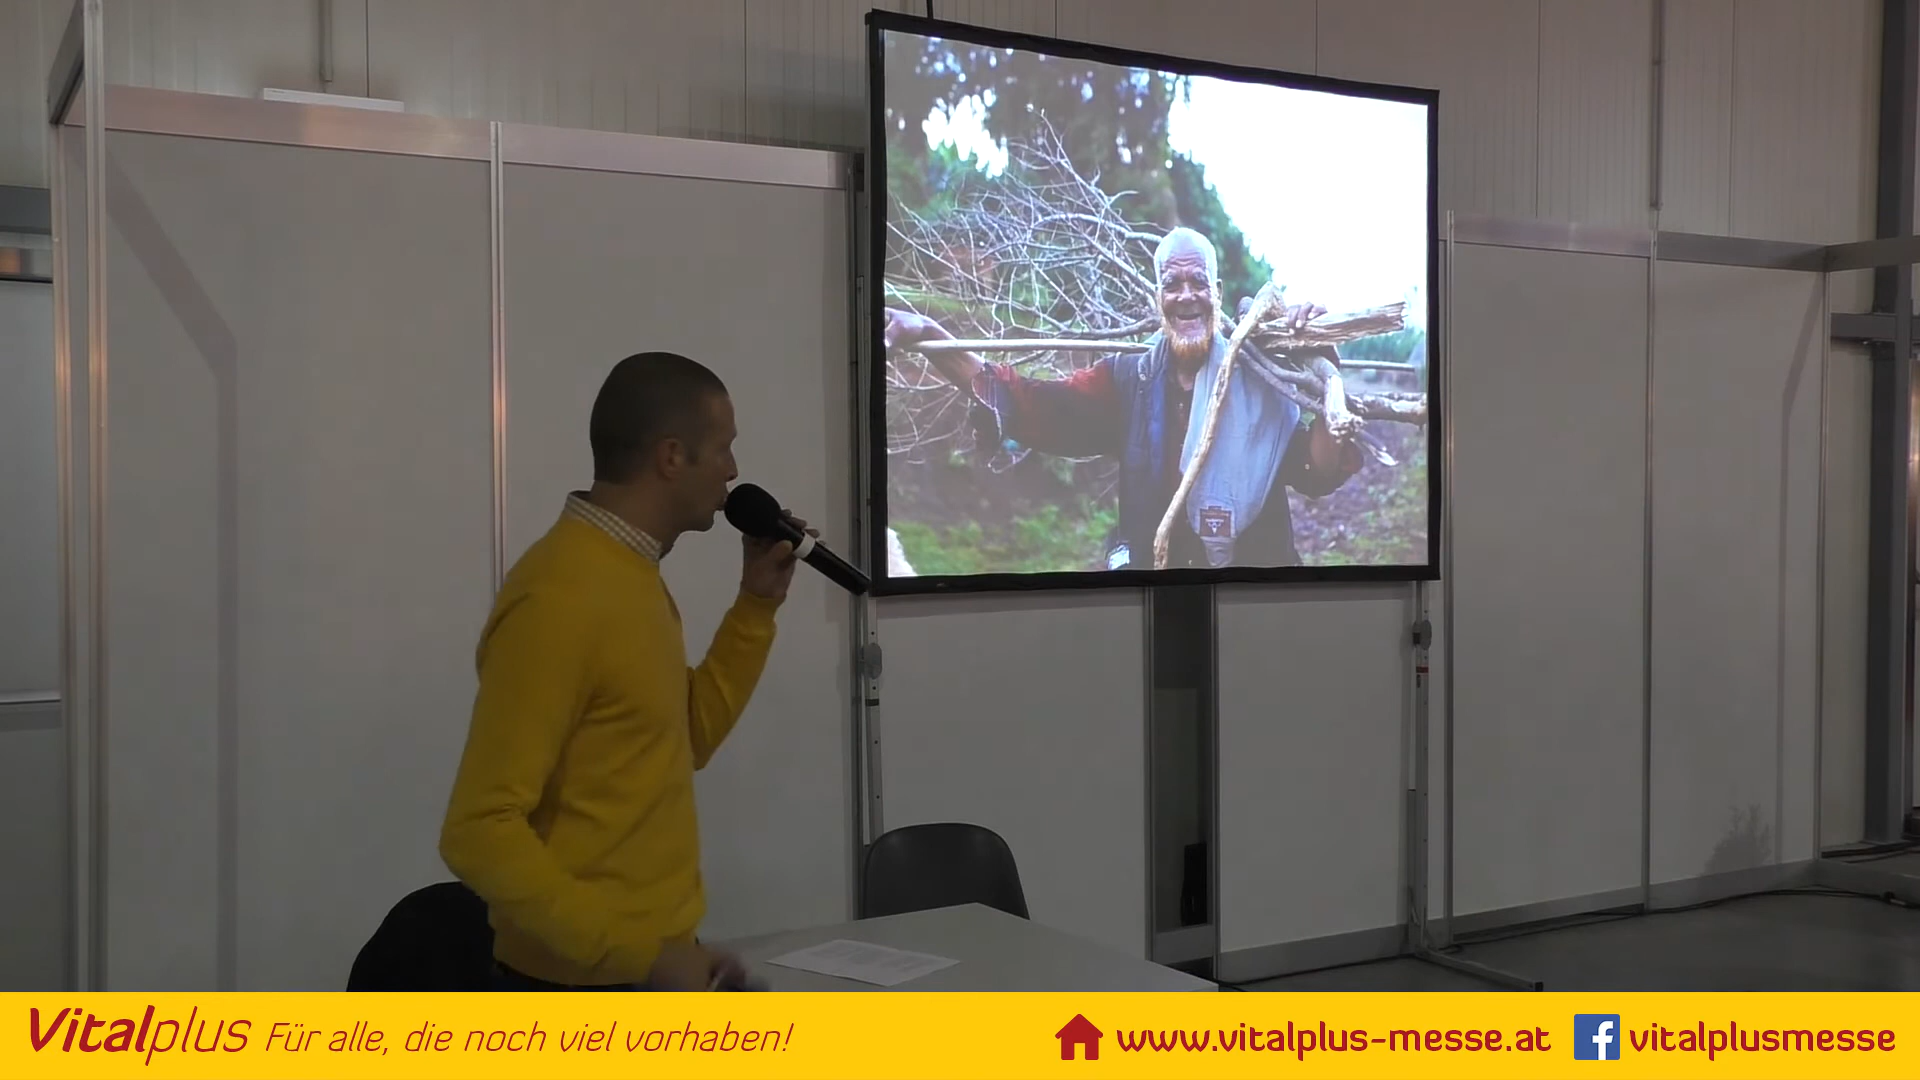 Vitalplus Für alle, die noch viel vorhaben!
www.vitalplus-messe.at
vitalplusmesse